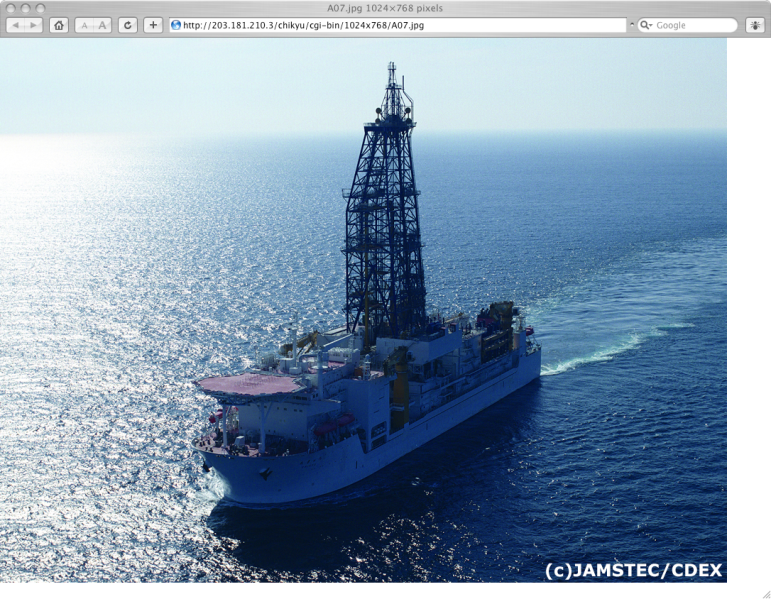 A07.jpg 1024×768 pixels
A A C + http://203.181.210.3/chikyu/cgi-bin/1024x768/A07.jpg Google
(c)JAMSTEC/CDEX